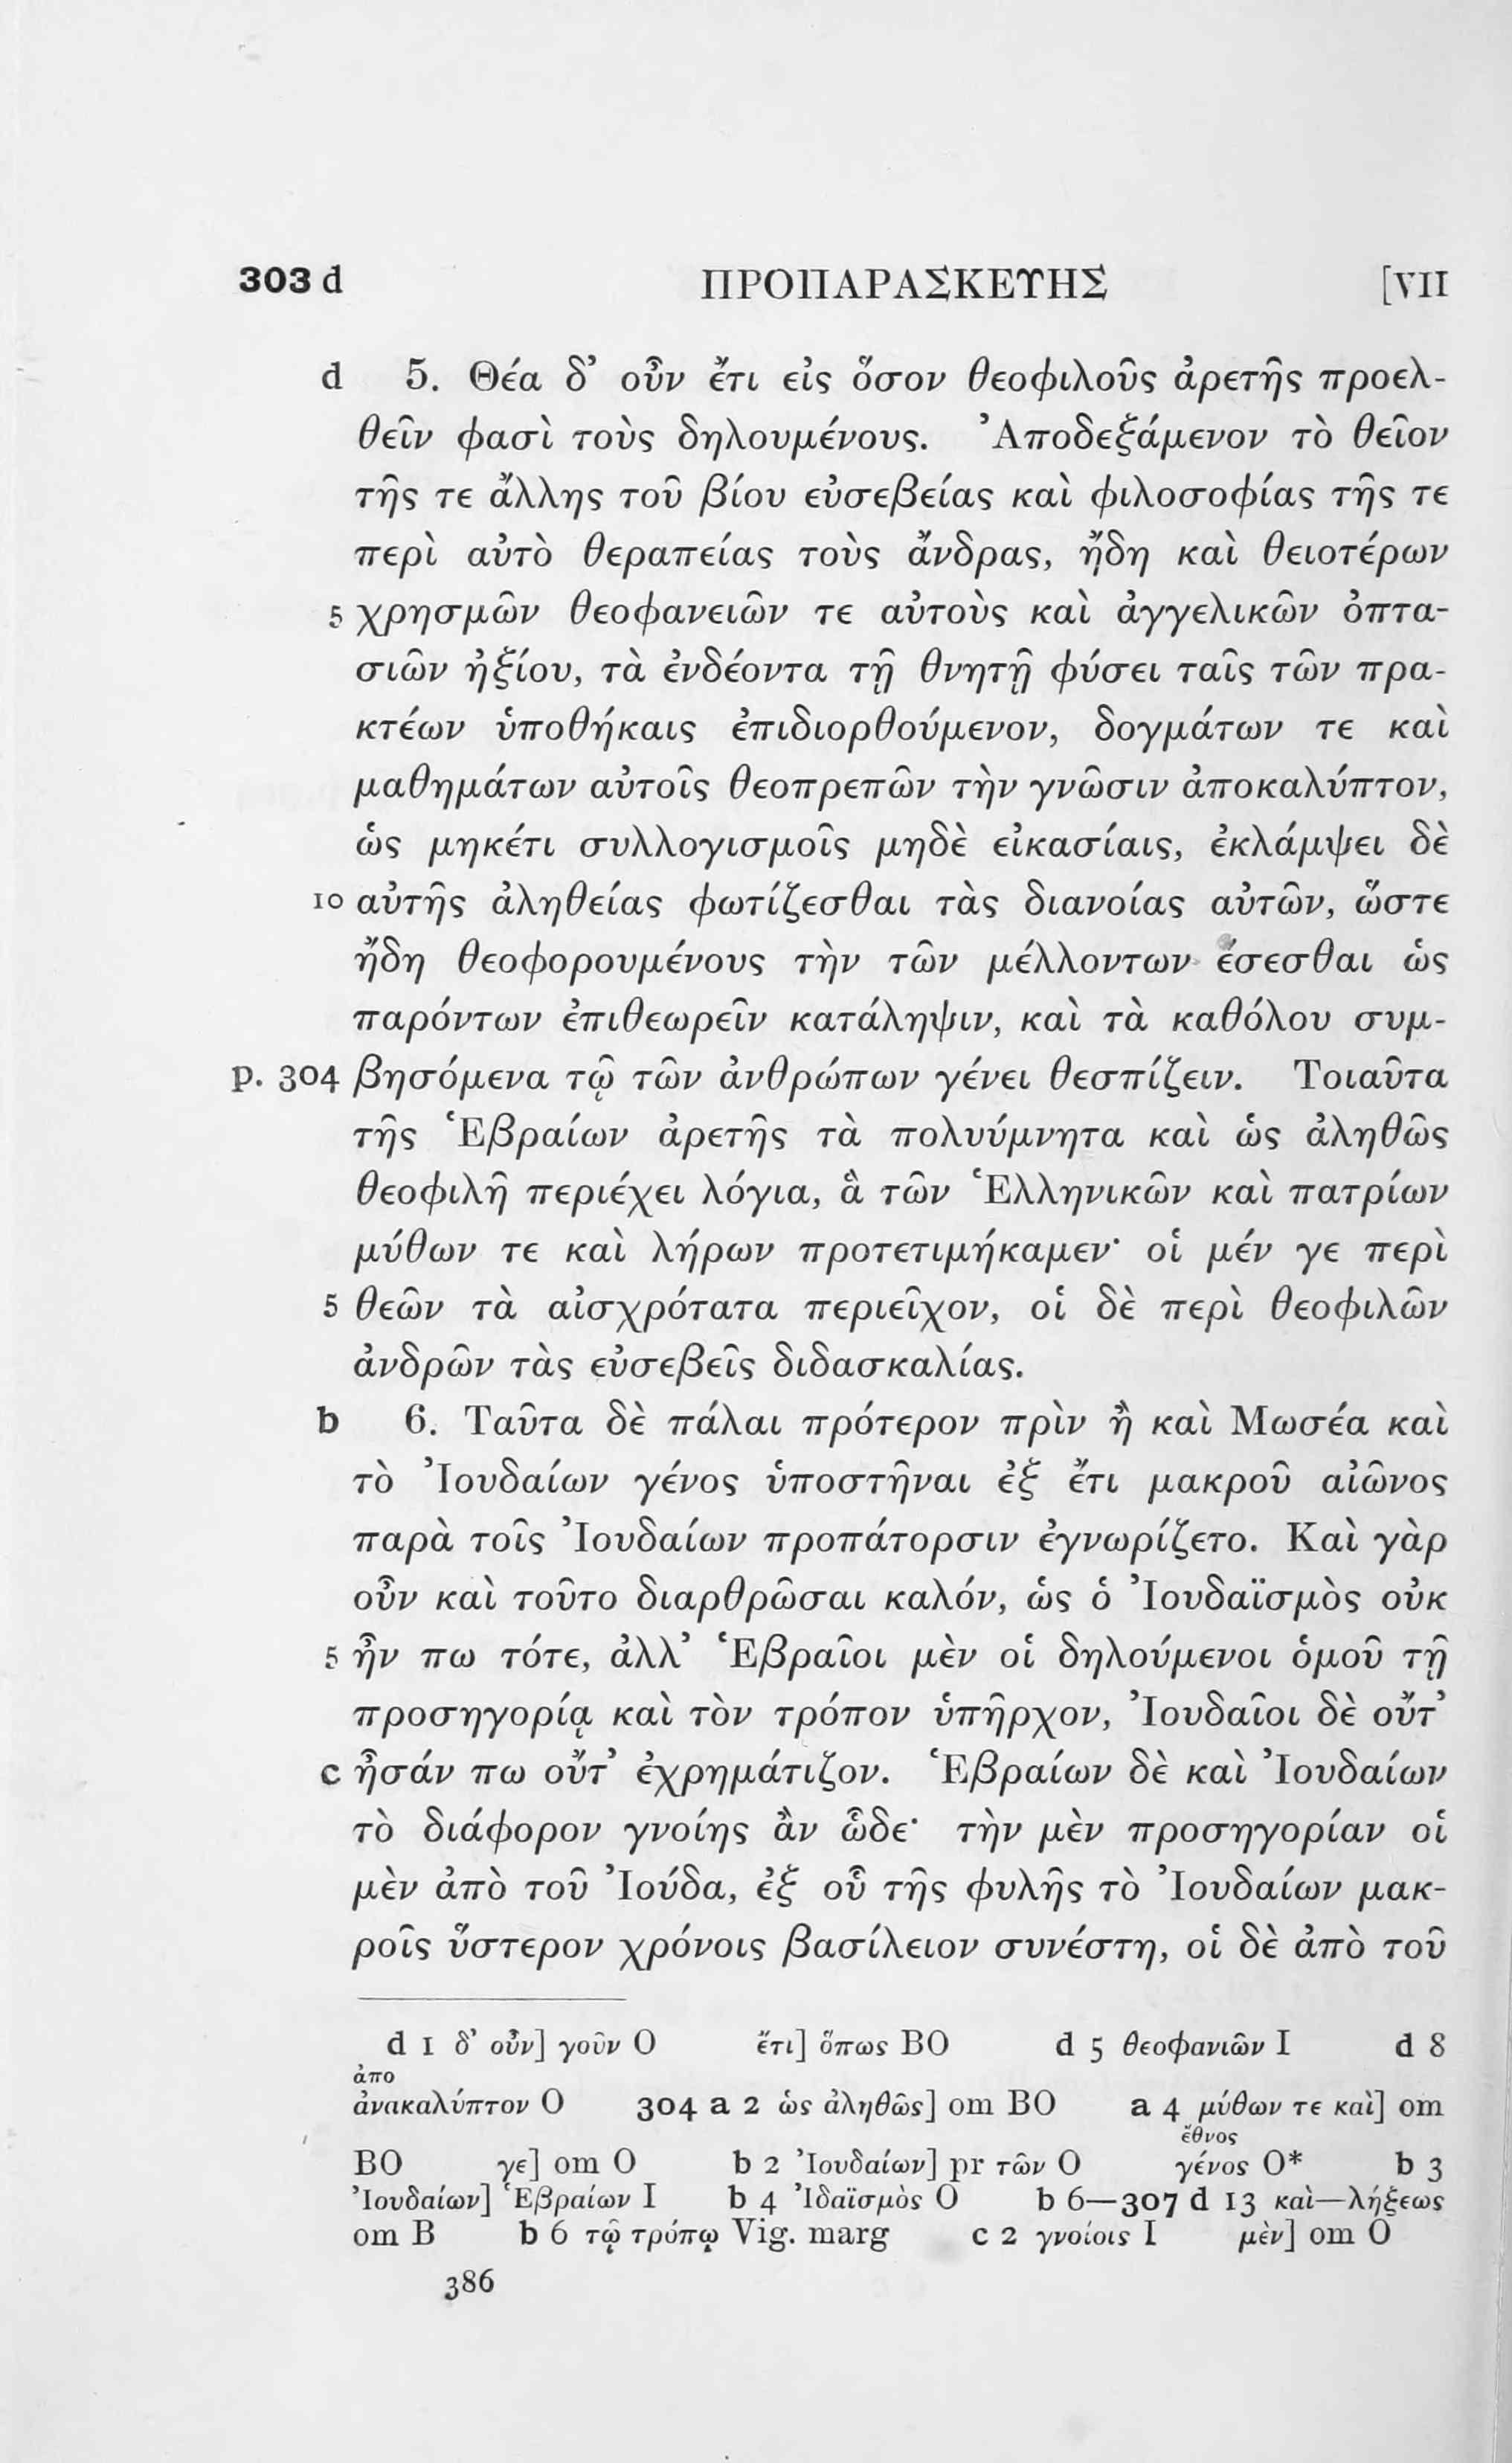 303 d ΠΡΟΠΑΡΑΣΚΕΥΗΣ [VII
d 5. Θέα δ᾽ οὖν ἔτι εἰς ὅσον θεοφιλοῦς ἀρετῆς προελ-
θεῖν φασὶ τοὺς δηλουμένους. Ἀποδεξάμενον τὸ θεῖον
τῆς τε ἄλλης τοῦ βίου εὐσεβείας καὶ φιλοσοφίας τῆς τε
περὶ αὐτὸ θεραπείας τοὺς ἄνδρας, ἤδη καὶ θειοτέρων
5 χρησμῶν θεοφανειῶν τε αὐτοὺς καὶ ἀγγελικῶν ὀπτα-
σιῶν ἠξίου, τὰ ἐνδέοντα τῇ θνητῇ φύσει ταῖς τῶν πρα-
κτέων ὑποθήκαις ἐπιδιορθούμενον, δογμάτων τε καὶ
μαθημάτων αὐτοῖς θεοπρεπῶν τὴν γνῶσιν ἀποκαλύπτον,
ὡς μηκέτι συλλογισμοῖς μηδὲ εἰκασίαις, ἐκλάμψει δὲ
10 αὐτῆς ἀληθείας φωτίζεσθαι τὰς διανοίας αὐτῶν, ὥστε
ἤδη θεοφορουμένους τὴν τῶν μέλλοντων ἔσεσθαι ὡς
παρόντων ἐπιθεωρεῖν κατάληψιν, καὶ τὰ καθόλου συμ-
p. 304 βησόμενα τῷ τῶν ἀνθρώπων γένει θεσπίζειν. Τοιαῦτα
τῆς Ἑβραίων ἀρετῆς τὰ πολυύμνητα καὶ ὡς ἀληθῶς
θεοφιλῆ περιέχει λόγια, ἃ τῶν Ἑλληνικῶν καὶ πατρίων
μύθων τε καὶ λήρων προτετιμήκαμεν· οἱ μέν γε περὶ
5 θεῶν τὰ αἰσχρότατα περιεῖχον, οἱ δὲ περὶ θεοφιλῶν
ἀνδρῶν τὰς εὐσεβεῖς διδασκαλίας.
b 6. Ταῦτα δὲ πάλαι πρότερον πρὶν ἢ καὶ Μωσέα καὶ
τὸ Ἰουδαίων γένος ὑποστῆναι ἐξ ἔτι μακροῦ αἰῶνος
παρὰ τοῖς Ἰουδαίων προπάτορσιν ἐγνωρίζετο. Καὶ γὰρ
οὖν καὶ τοῦτο διαρθρῶσαι καλόν, ὡς ὁ Ἰουδαϊσμὸς οὐκ
5 ἦν πω τότε, ἀλλ᾽ Ἑβραῖοι μὲν οἱ δηλούμενοι ὁμοῦ τῇ
προσηγορίᾳ καὶ τὸν τρόπον ὑπῆρχον, Ἰουδαῖοι δὲ οὔτ᾽
c ἦσάν πω οὔτ᾽ ἐχρημάτιζον. Ἑβραίων δὲ καὶ Ἰουδαίων
τὸ διάφορον γνοίης ἂν ὧδε· τὴν μὲν προσηγορίαν οἱ
μὲν ἀπὸ τοῦ Ἰούδα, ἐξ οὗ τῆς φυλῆς τὸ Ἰουδαίων μακ-
ροῖς ὕστερον χρόνοις βασίλειον συνέστη, οἱ δὲ ἀπὸ τοῦ
d 1 δ᾽ οὖν] γοῦν O ἔτι] ὅπως BO d 5 θεοφανιῶν I d 8
ἀπο
ἀνακαλύπτον O 304 a 2 ὡς ἀληθῶς] om BO a 4 μύθων τε καὶ] om
ἔθνος
BO γε] om O b 2 Ἰουδαίων] pr τῶν O γένος O* b 3
Ἰουδαίων] Ἑβραίων I b 4 Ἰδαϊσμὸς O b 6—307 d 13 καὶ—λήξεως
om B b 6 τῷ τρόπῳ Vig. marg c 2 γνοίοις I μὲν] om O
386